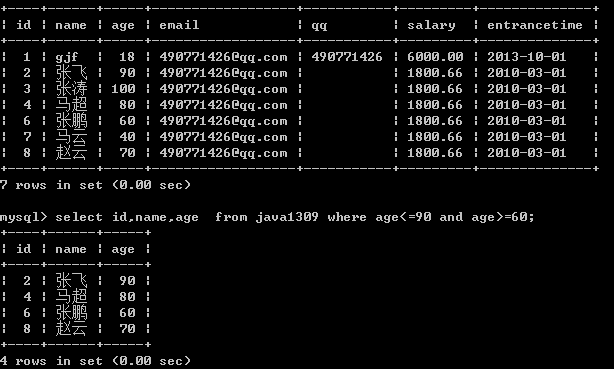 +----+------+-----+------------------+-----------+---------+--------------+
| id | name | age | email            | qq        | salary  | entrancetime |
+----+------+-----+------------------+-----------+---------+--------------+
| 1 | gjf | 18 | 490771426@qq.com | 490771426 | 6000.00 | 2013-10-01 |
| 2 | 张飞 | 90 | 490771426@qq.com | | 1800.66 | 2010-03-01 |
| 3 | 张涛 | 100 | 490771426@qq.com | | 1800.66 | 2010-03-01 |
| 4 | 马超 | 80 | 490771426@qq.com | | 1800.66 | 2010-03-01 |
| 6 | 张鹏 | 60 | 490771426@qq.com | | 1800.66 | 2010-03-01 |
| 7 | 马云 | 40 | 490771426@qq.com | | 1800.66 | 2010-03-01 |
| 8 | 赵云 | 70 | 490771426@qq.com | | 1800.66 | 2010-03-01 |
+----+------+-----+------------------+-----------+---------+--------------+
7 rows in set (0.00 sec)
mysql> select id,name,age  from java1309 where age<=90 and age>=60;
+----+------+-----+
| id | name | age |
+----+------+-----+
| 2 | 张飞 | 90 |
| 4 | 马超 | 80 |
| 6 | 张鹏 | 60 |
| 8 | 赵云 | 70 |
+----+------+-----+
4 rows in set (0.00 sec)